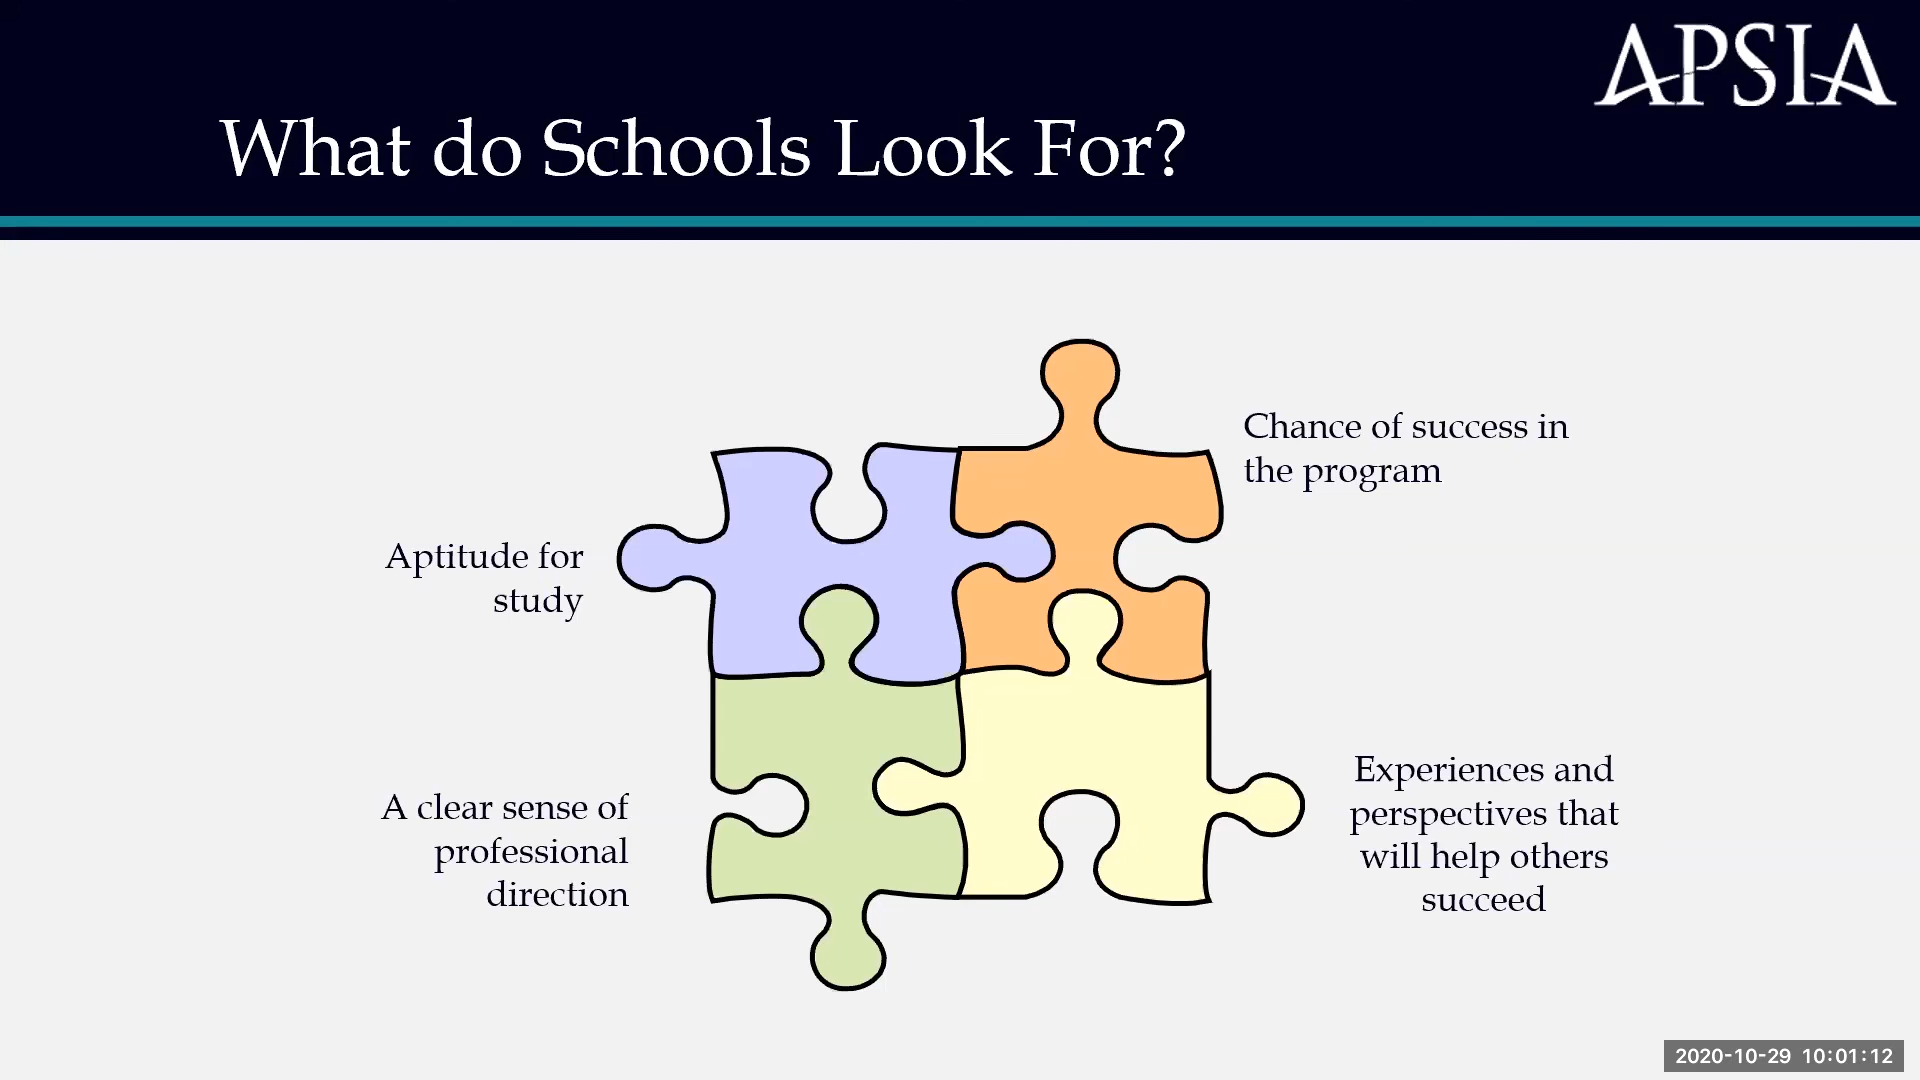 APSIA
What do Schools Look For?
Chance of success in
the program
Aptitude for
study
A clear sense of
professional
direction
Experiences and
perspectives that
will help others
succeed
2020-10-29 10:01:12